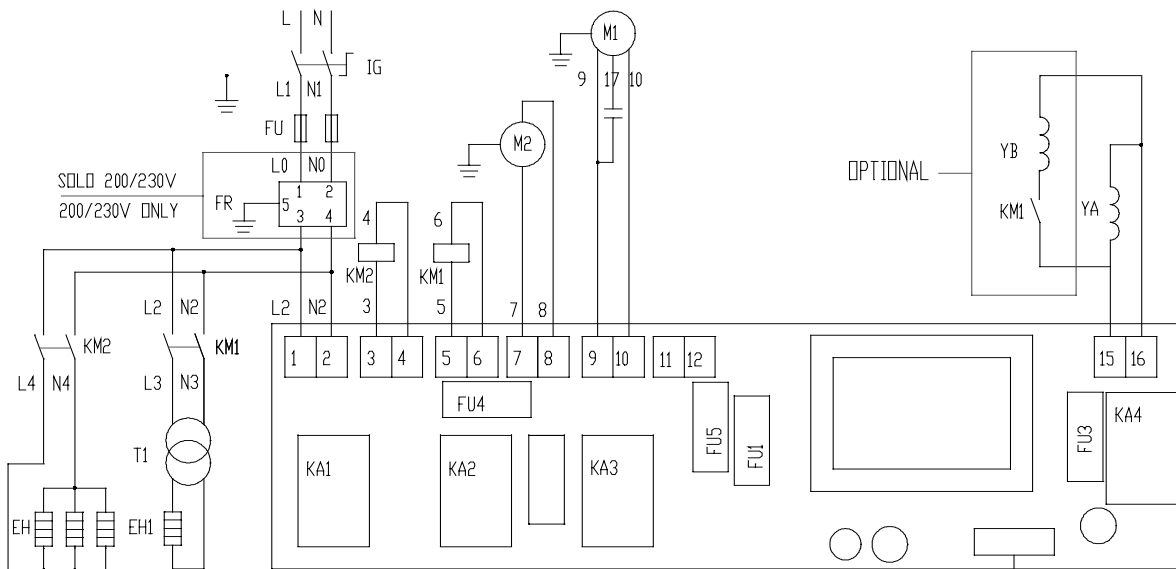 L N
IG
L1 N1
FU
L0 N0
1 2
5
3 4
FR
SOLO 200/230V
200/230V ONLY
M1
9 17 10
M2
OPTIONAL
YB
KM1
YA
4
KM2
3
6
KM1
5
7 8
L2 N2
L2 N2
KM2
KM1
L4 N4
L3 N3
T1
EH
EH1
1 2 3 4 5 6 7 8 9 10 11 12 15 16
FU4
FU5
FU1
FU3
KA1
KA2
KA3
KA4